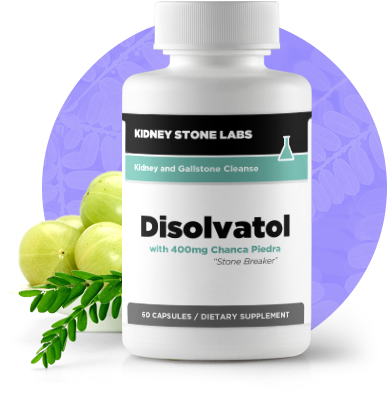 KIDNEY STONE LABS
Kidney and Gallstone Cleanse
Disolvatol
with 400mg Chanca Piedra
"Stone Breaker"
60 CAPSULES / DIETARY SUPPLEMENT